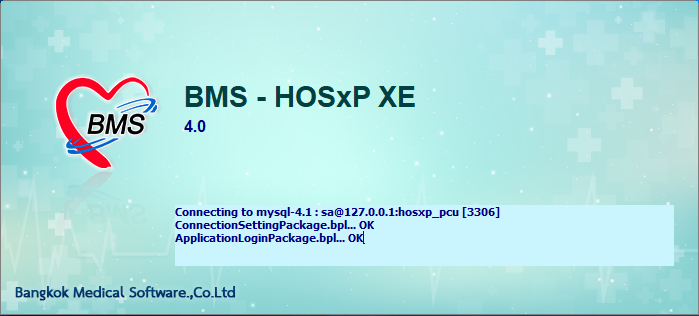 BMS - HOSxP XE
BMS
4.0
Connecting to mysql-4.1 : sa@127.0.0.1:hosxp_pcu [3306]
ConnectionSettingPackage.bpl... OK
ApplicationLoginPackage.bpl... OK
Bangkok Medical Software.,Co.Ltd